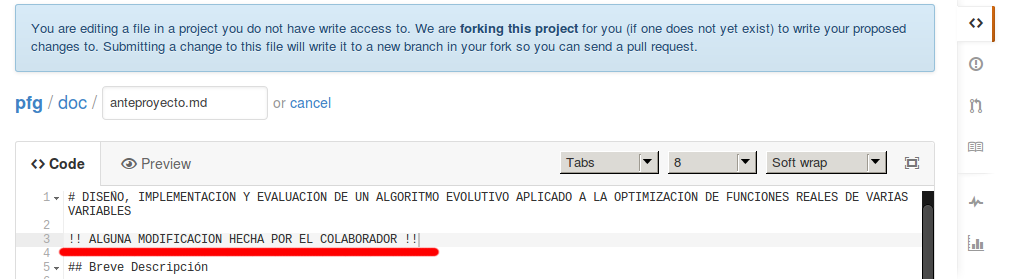 You are editing a file in a project you do not have write access to. We are forking this project for you (if one does not yet exist) to write your proposed
changes to. Submitting a change to this file will write it to a new branch in your fork so you can send a pull request.
pfg / doc / anteproyecto.md or cancel
<> Code Preview Tabs 8 Soft wrap
1 # DISEÑO, IMPLEMENTACIÓN Y EVALUACIÓN DE UN ALGORITMO EVOLUTIVO APLICADO A LA OPTIMIZACIÓN DE FUNCIONES REALES DE VARIAS
VARIABLES
2
3 !! ALGUNA MODIFICACION HECHA POR EL COLABORADOR !!
4
5 ## Breve Descripción